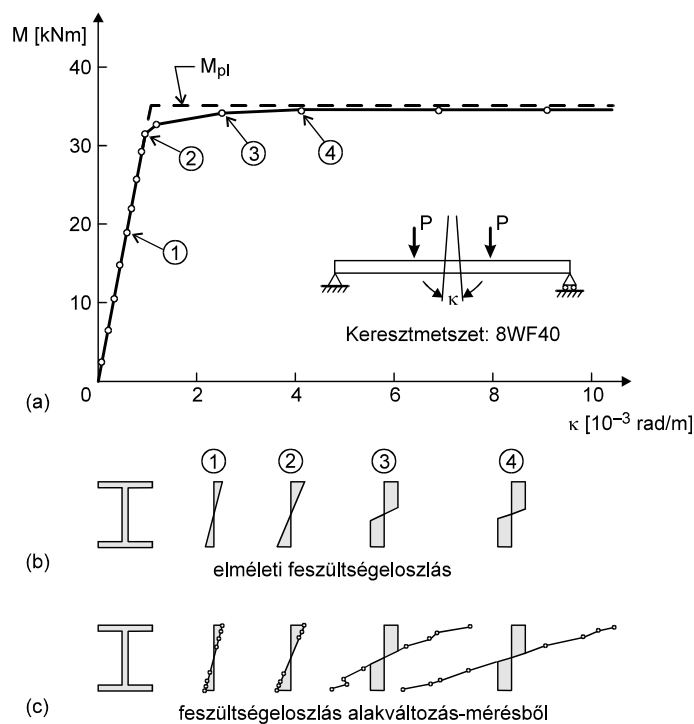 M [kNm]
40
M_pl
30
②
③
④
20
①
P
P
10
κ
Keresztmetszet: 8WF40
0
0
2
4
6
8
10
(a)
κ [10⁻³ rad/m]
①
②
③
④
(b)
elméleti feszültségeloszlás
(c)
feszültségeloszlás alakváltozás-mérésből